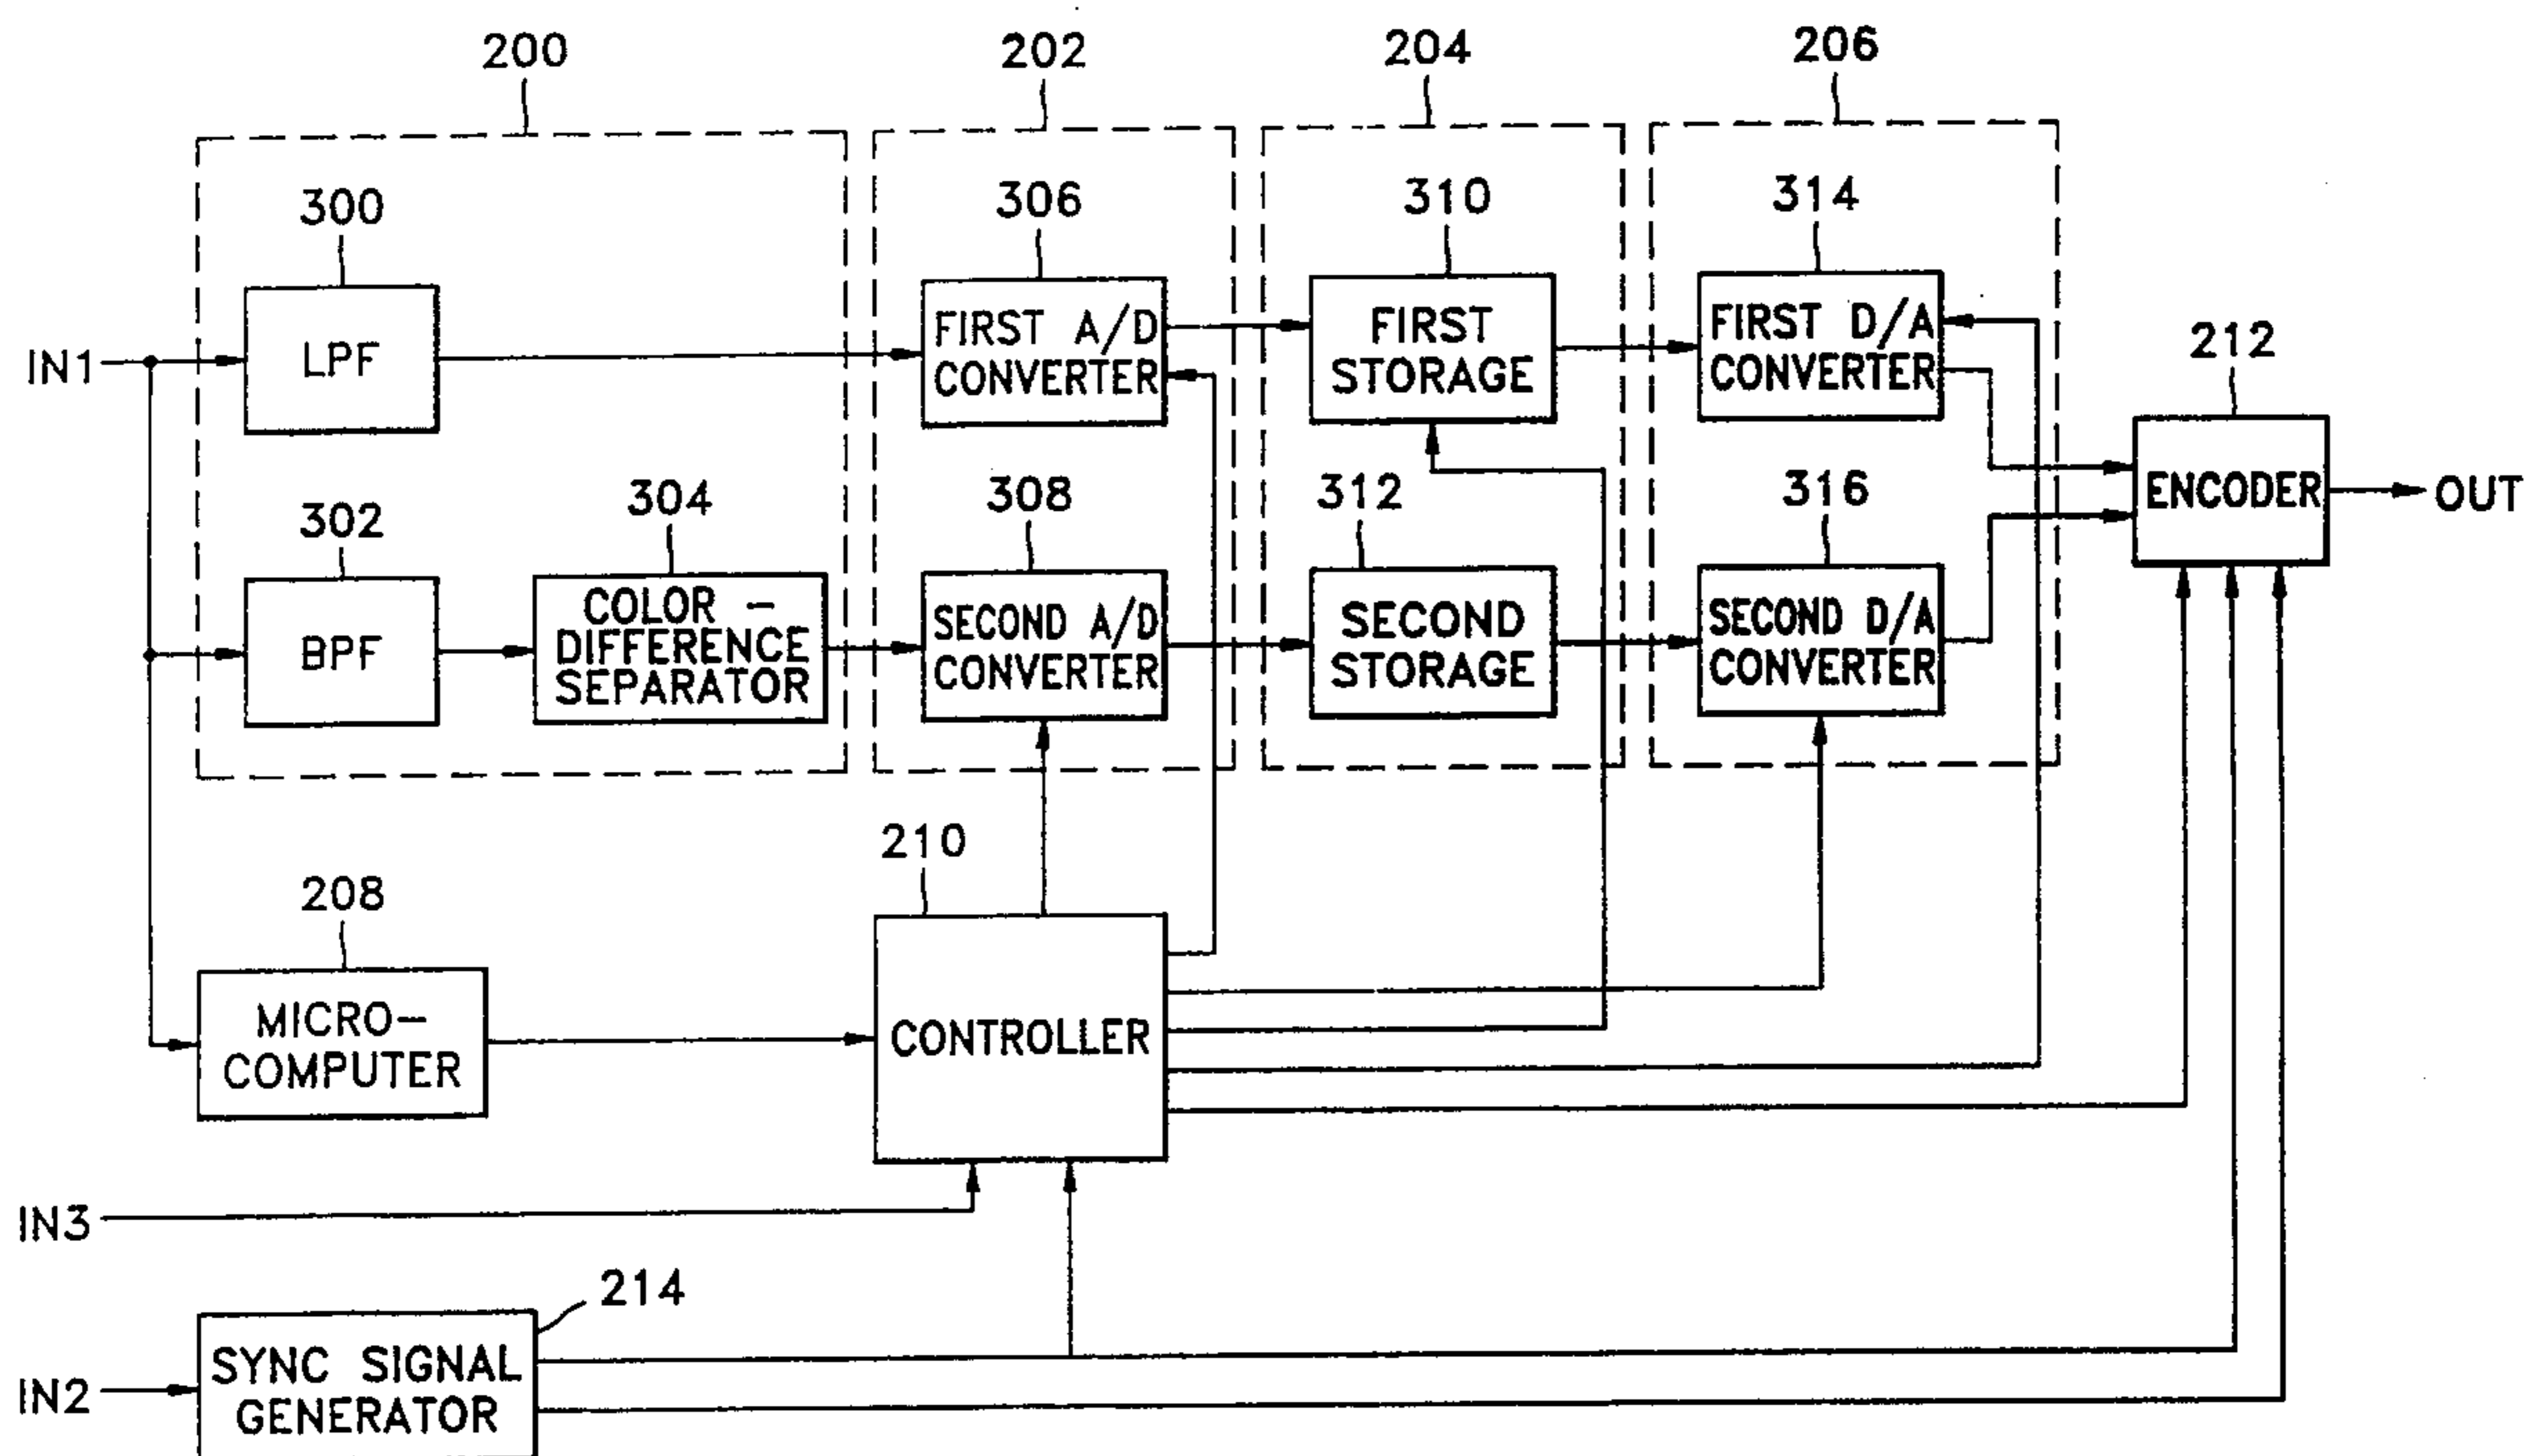 200
202
204
206
300
306
310
314
IN1
LPF
FIRST A/D
CONVERTER
FIRST
STORAGE
FIRST D/A
CONVERTER
212
ENCODER
OUT
302
304
308
312
316
BPF
COLOR -
DIFFERENCE
SEPARATOR
SECOND A/D
CONVERTER
SECOND
STORAGE
SECOND D/A
CONVERTER
208
210
MICRO-
COMPUTER
CONTROLLER
IN3
214
IN2
SYNC SIGNAL
GENERATOR